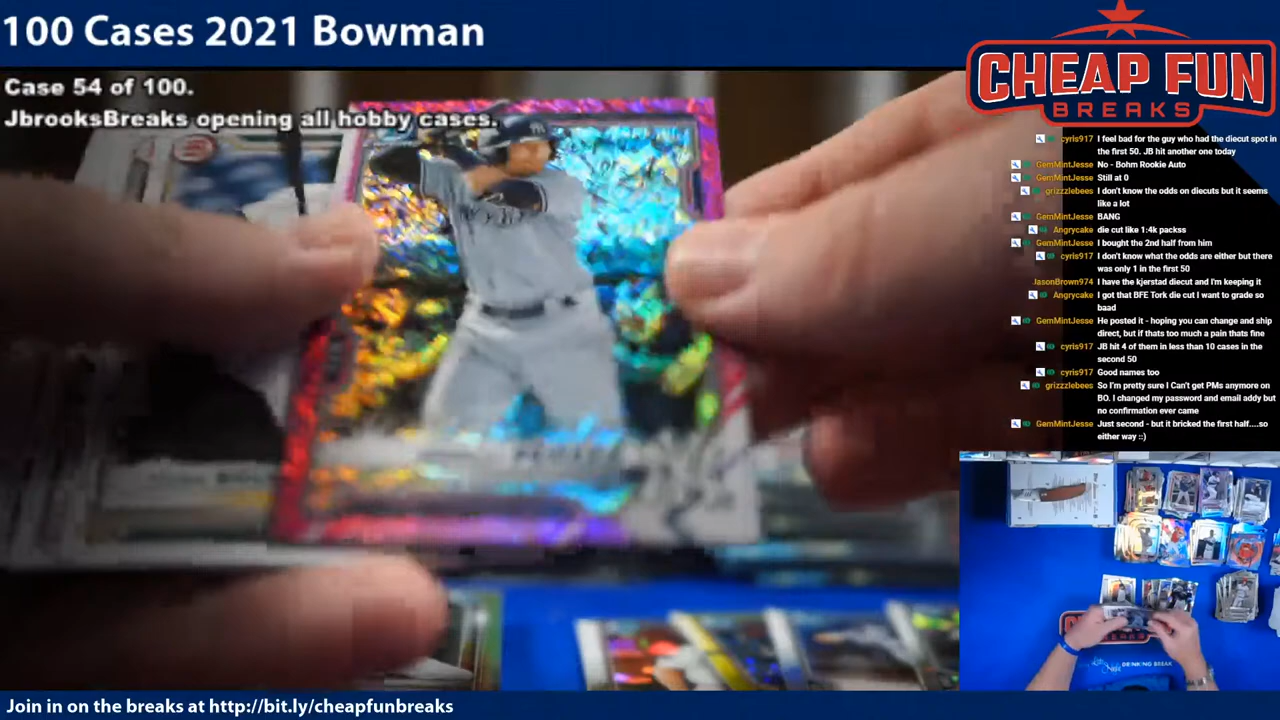 100 Cases 2021 Bowman
Case 54 of 100.
JbrooksBreaks opening all hobby cases.
CHEAP FUN
BREAKS
cyris917 I feel bad for the guy who had the diecut spot in
the first 50. JB hit another one today
GemMintJesse No - Bohm Rookie Auto
GemMintJesse Still at 0
grizzzlebees I don't know the odds on diecuts but it seems
like a lot
GemMintJesse BANG
Angrycake die cut like 1:4k packss
GemMintJesse I bought the 2nd half from him
cyris917 I don't know what the odds are either but there
was only 1 in the first 50
JasonBrown974 I have the kjerstad diecut and I'm keeping it
Angrycake I got that BFE Tork die cut I want to grade so
baad
GemMintJesse He posted it - hoping you can change and ship
direct, but if thats too much a pain thats fine
cyris917 JB hit 4 of them in less than 10 cases in the
second 50
cyris917 Good names too
grizzzlebees So I'm pretty sure I Can't get PMs anymore on
BO. I changed my password and email addy but
no confirmation ever came
GemMintJesse Just second - but it bricked the first half....so
either way ::)
DRINKING BREAK
Join in on the breaks at http://bit.ly/cheapfunbreaks